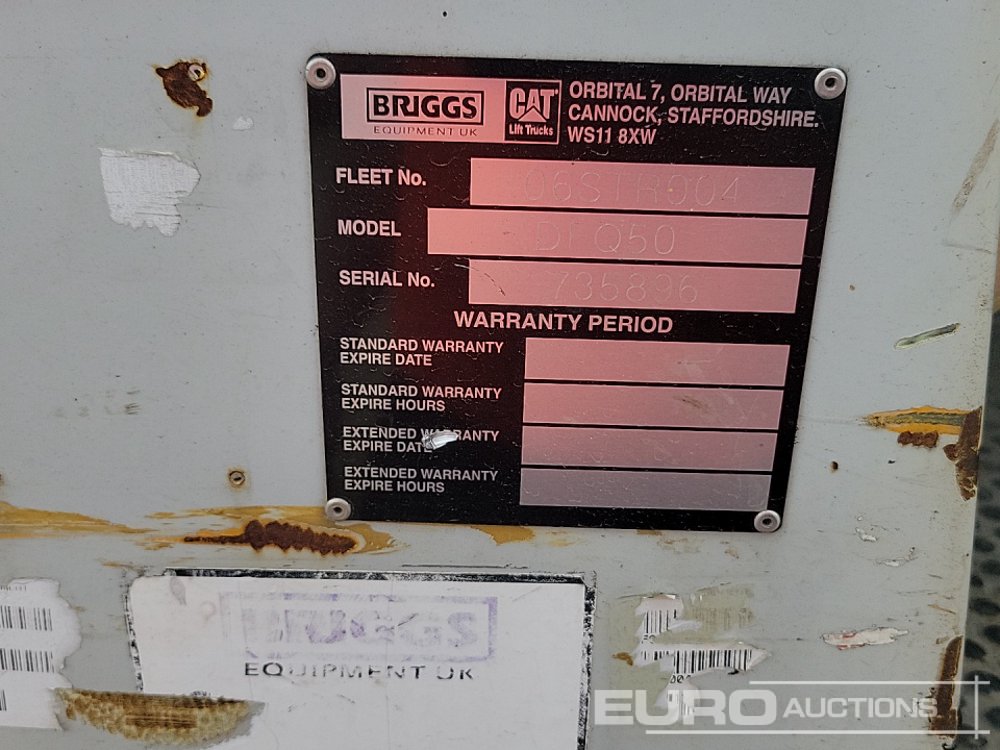 BRIGGS
EQUIPMENT UK
CAT
Lift Trucks
ORBITAL 7, ORBITAL WAY
CANNOCK, STAFFORDSHIRE.
WS11 8XW
FLEET No. 06STR004
MODEL
SERIAL No. 735896
WARRANTY PERIOD
STANDARD WARRANTY
EXPIRE DATE
STANDARD WARRANTY
EXPIRE HOURS
EXTENDED WARRANTY
EXPIRE DATE
EXTENDED WARRANTY
EXPIRE HOURS
BRIGGS
EQUIPMENT UK
EURO AUCTIONS